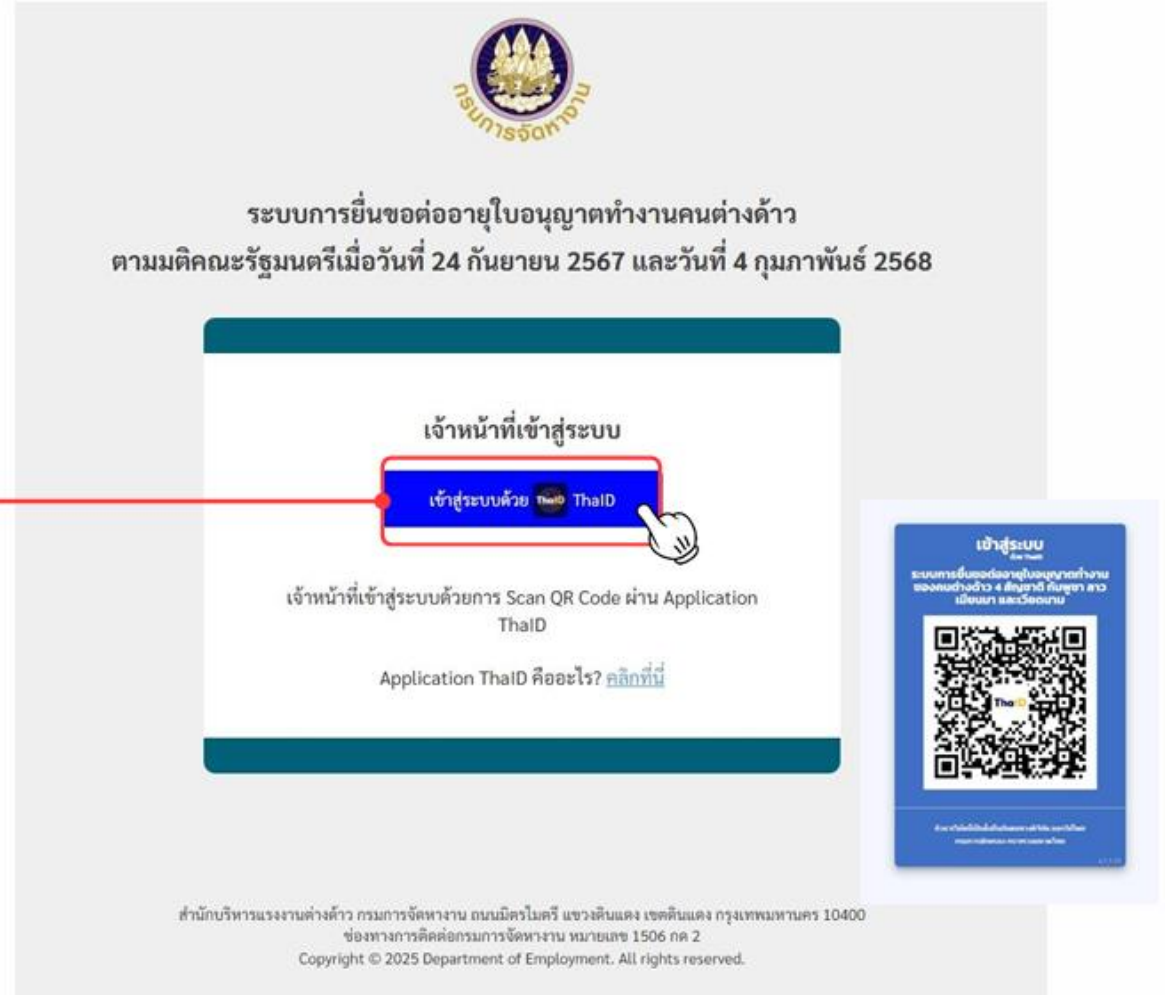 กรมการจัดหางาน
ระบบการยื่นขอต่ออายุใบอนุญาตทำงานคนต่างด้าว
ตามมติคณะรัฐมนตรีเมื่อวันที่ 24 กันยายน 2567 และวันที่ 4 กุมภาพันธ์ 2568
เจ้าหน้าที่เข้าสู่ระบบ
เข้าสู่ระบบด้วย ThaID ThaID
เจ้าหน้าที่เข้าสู่ระบบด้วยการ Scan QR Code ผ่าน Application
ThaID
Application ThaID คืออะไร? คลิกที่นี่
เข้าสู่ระบบ
ด้วย ThaID
ระบบการยื่นขอต่ออายุใบอนุญาตทำงาน
ของคนต่างด้าว 4 สัญชาติ กัมพูชา ลาว
เมียนมา และเวียดนาม
ThaID
สำนักบริหารแรงงานต่างด้าว กรมการจัดหางาน ถนนมิตรไมตรี แขวงดินแดง เขตดินแดง กรุงเทพมหานคร 10400
ช่องทางการติดต่อกรมการจัดหางาน หมายเลข 1506 กด 2
Copyright © 2025 Department of Employment. All rights reserved.